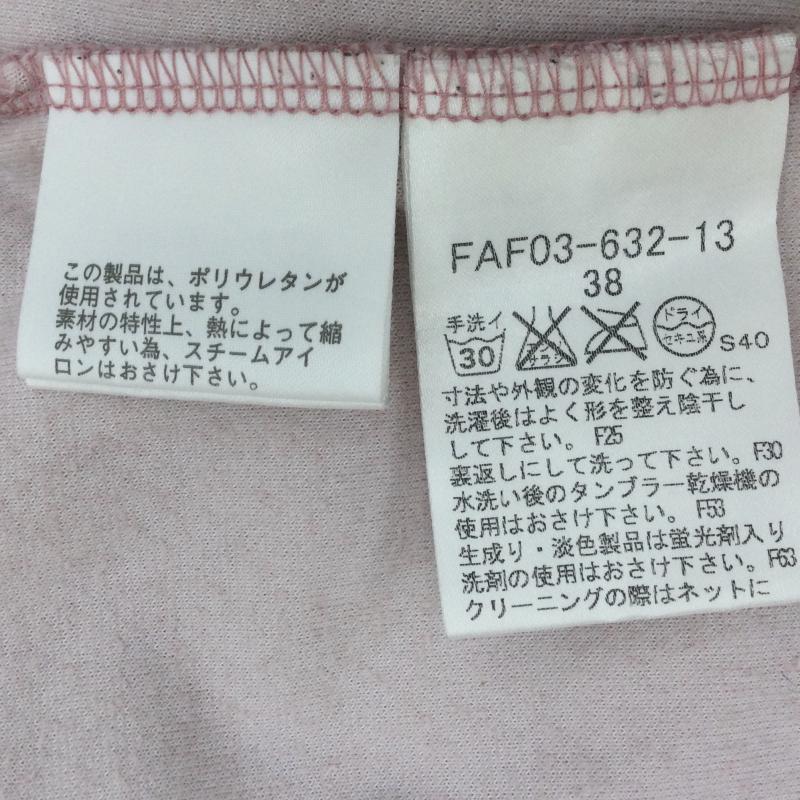 この製品は、ポリウレタンが
使用されています。
素材の特性上、熱によって縮
みやすい為、スチームアイ
ロンはおさけ下さい。
FAF03-632-13
38
手洗イ
30
サラシ
ドライ
セキユ系
S40
寸法や外観の変化を防ぐ為に、
洗濯後はよく形を整え陰干し
して下さい。 F25
裏返しにして洗って下さい。F30
水洗い後のタンブラー乾燥機の
使用はおさけ下さい。 F53
生成り・淡色製品は蛍光剤入り
洗剤の使用はおさけ下さい。F63
クリーニングの際はネットに